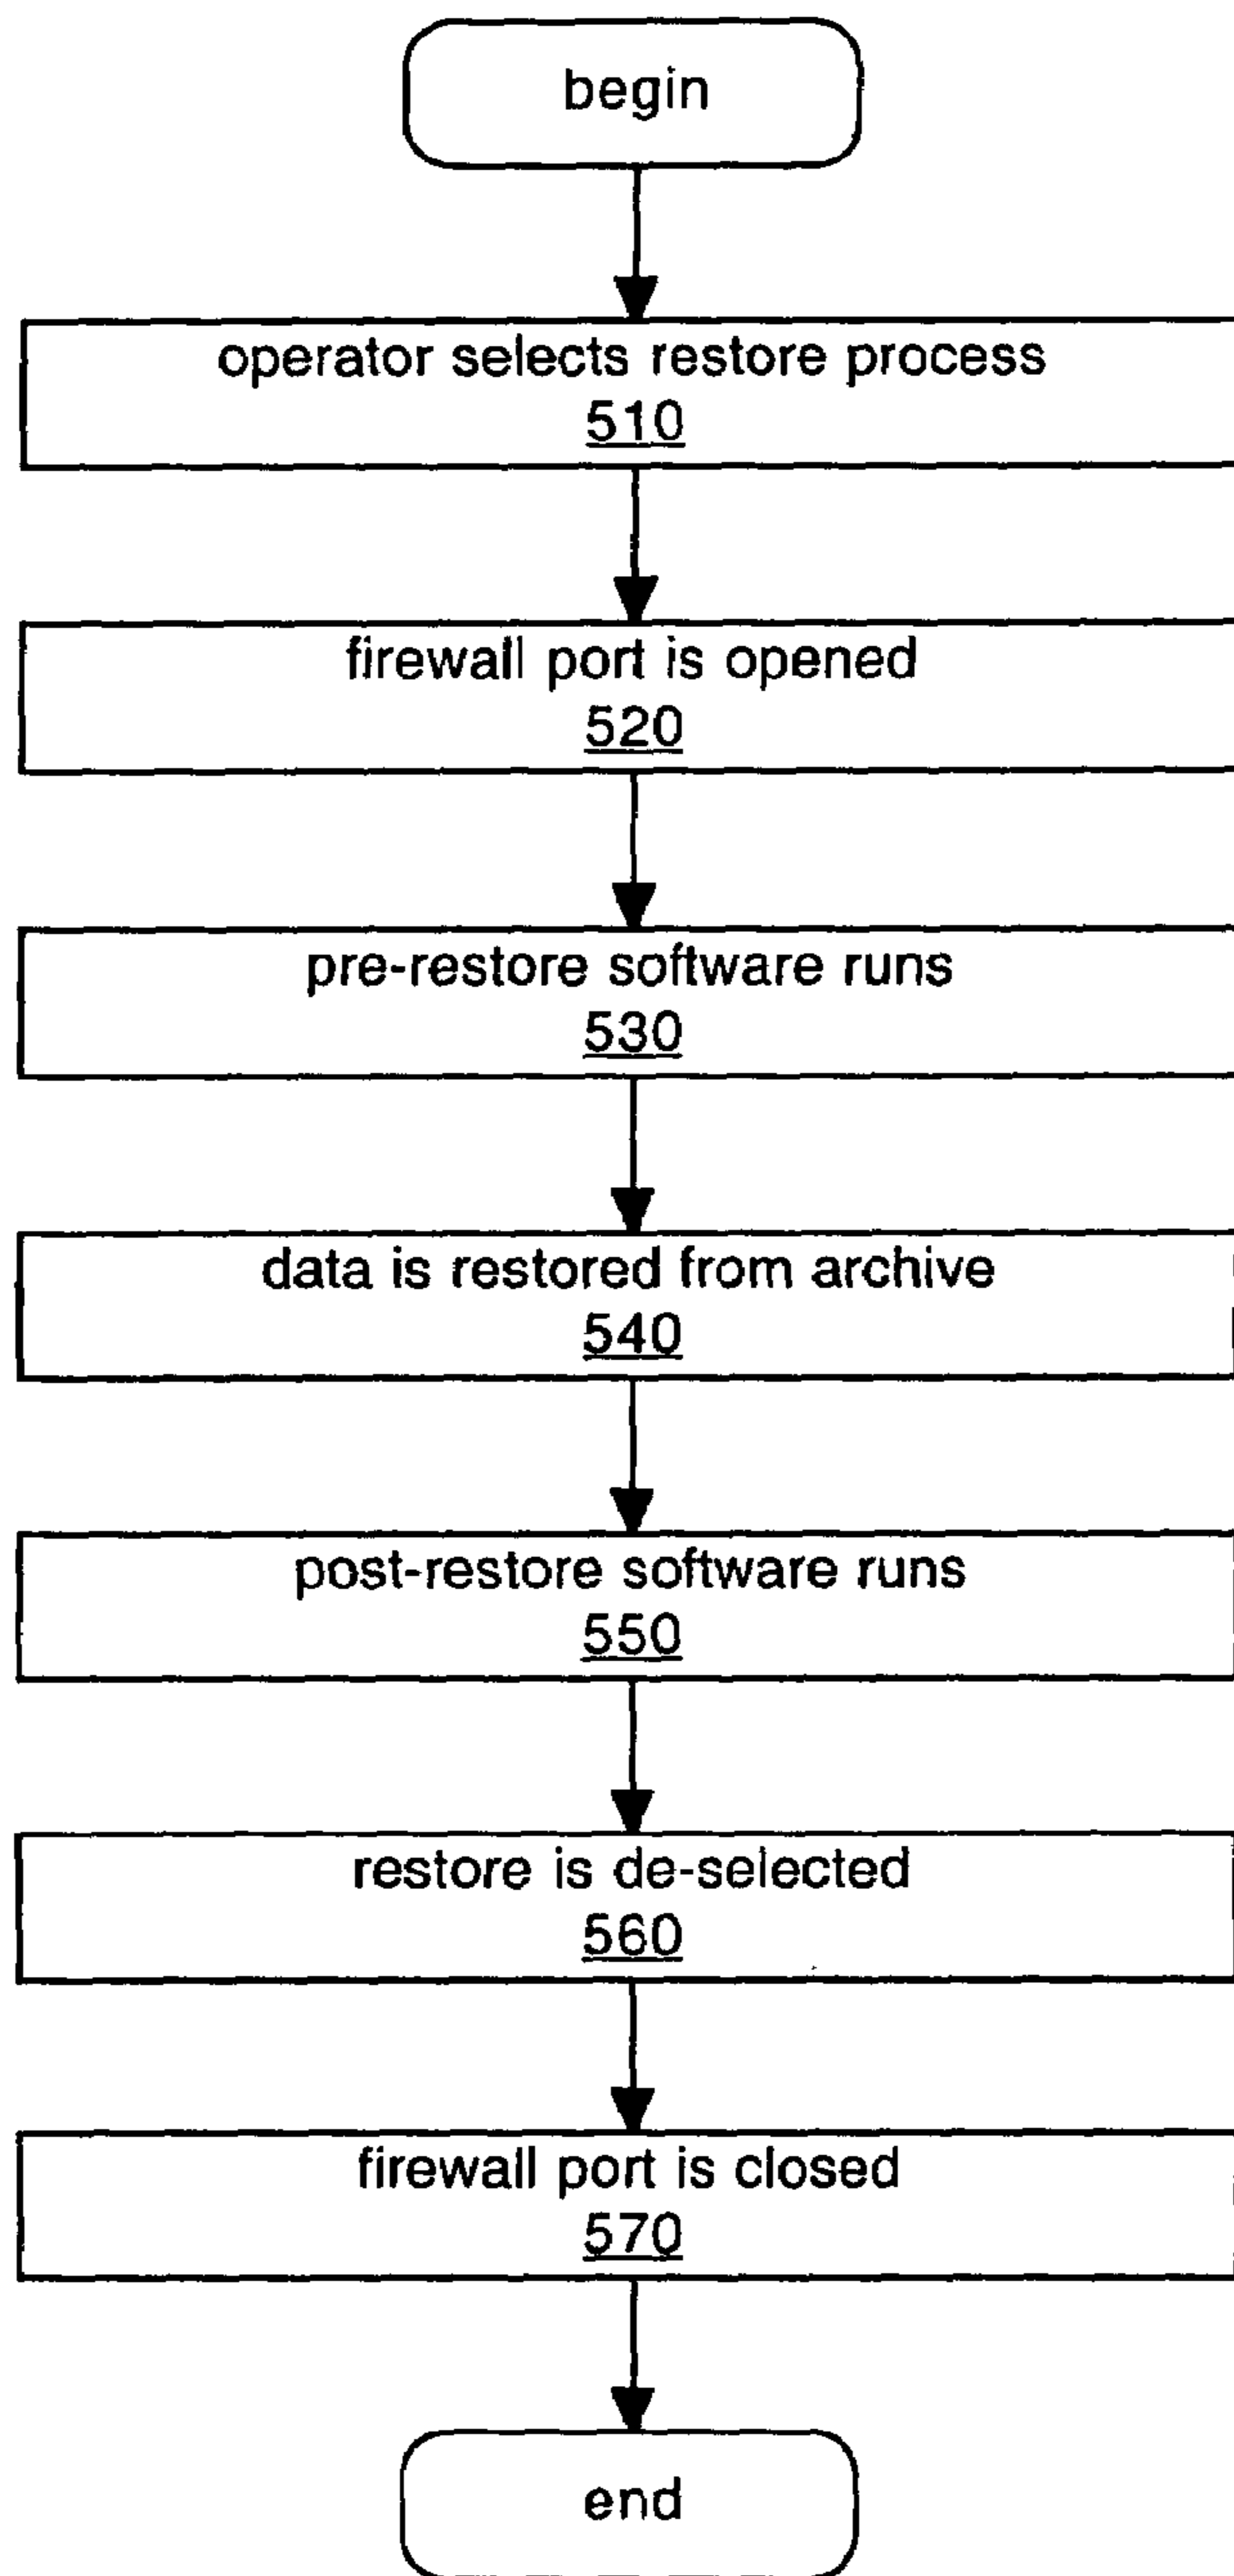 begin
operator selects restore process
510
firewall port is opened
520
pre-restore software runs
530
data is restored from archive
540
post-restore software runs
550
restore is de-selected
560
firewall port is closed
570
end